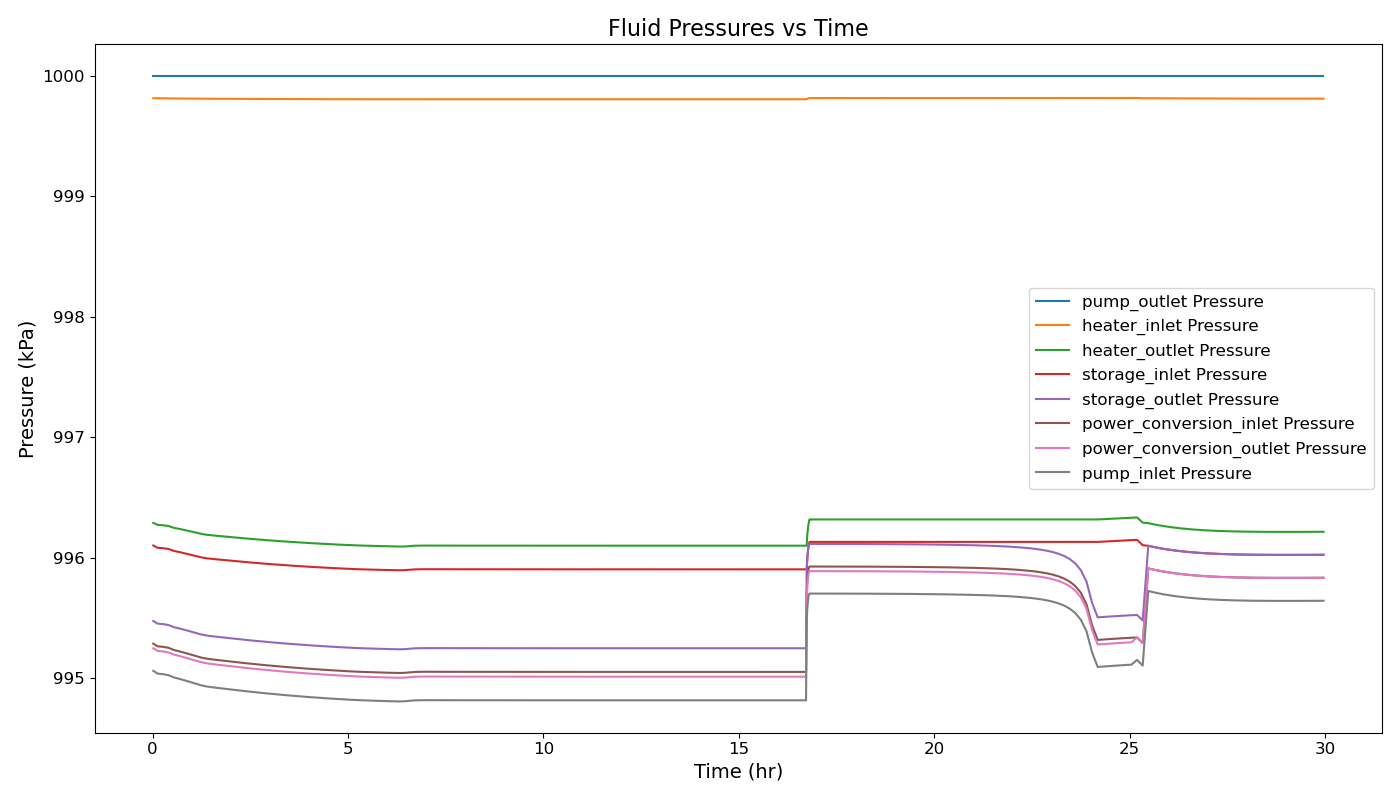 Fluid Pressures vs Time
Pressure (kPa)
1000
999
998
997
996
995
pump_outlet Pressure
heater_inlet Pressure
heater_outlet Pressure
storage_inlet Pressure
storage_outlet Pressure
power_conversion_inlet Pressure
power_conversion_outlet Pressure
pump_inlet Pressure
0 5 10 15 20 25 30
Time (hr)